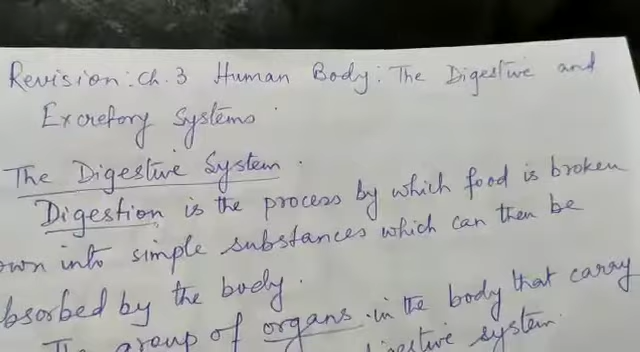 Revision: Ch. 3 Human Body: The Digestive and
Excretory Systems
The Digestive System.
Digestion is the process by which food is broken
own into simple substances which can then be
bsorbed by the body.
The group of organs in the body that carry
digestive system.